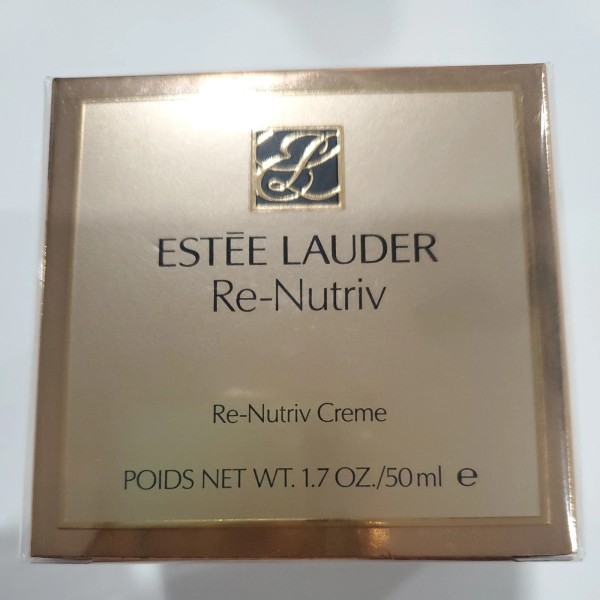 ESTĒE LAUDER
Re-Nutriv
Re-Nutriv Creme
POIDS NET WT. 1.7 OZ./50 ml e